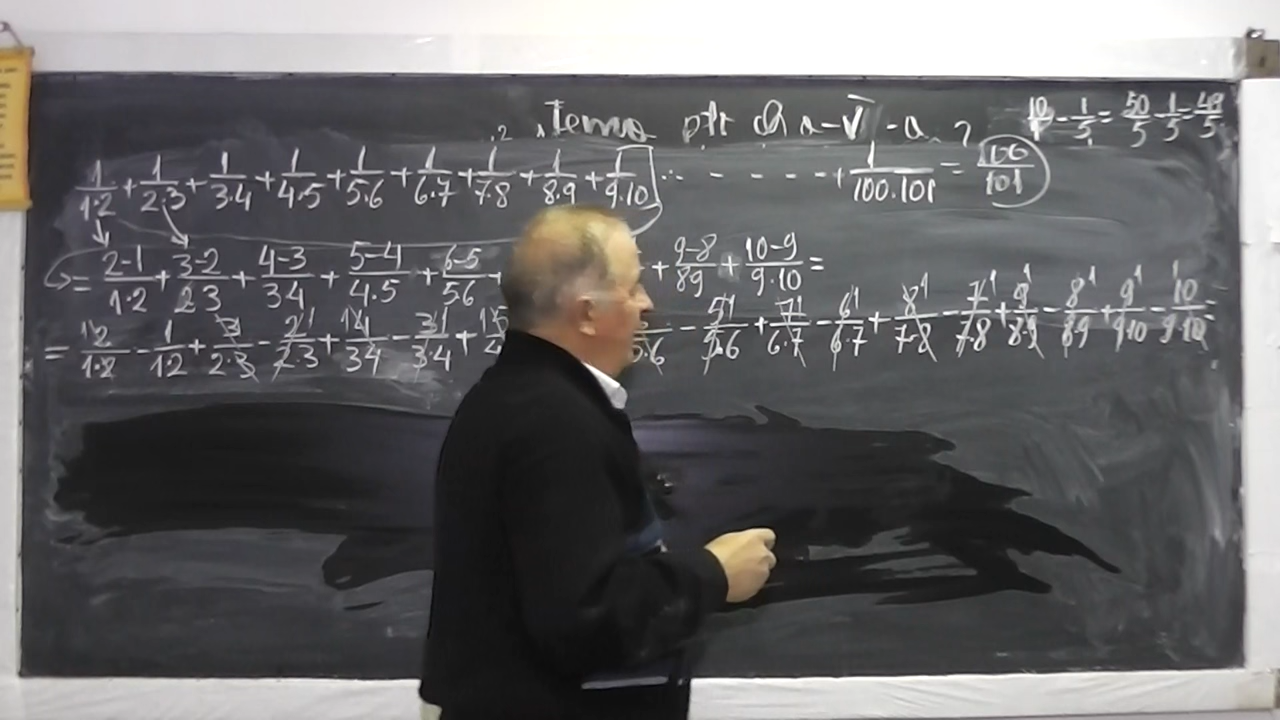 Tema ptr cls a-V-a
10/1 - 1/5 = 50/5 - 1/5 = 49/5
1/1·2 + 1/2·3 + 1/3·4 + 1/4·5 + 1/5·6 + 1/6·7 + 1/7·8 + 1/8·9 + 1/9·10 ... + 1/100·101 = ? 100/101
= 2-1/1·2 + 3-2/2·3 + 4-3/3·4 + 5-4/4·5 + 6-5/5·6 + 9-8/8·9 + 10-9/9·10 =
= 2/1·2 - 1/1·2 + 3/2·3 - 2/2·3 + 4/3·4 - 3/3·4 + 5/4 5·6 - 5/5·6 + 7/6·7 - 6/6·7 + 8/7·8 - 7/7·8 + 9/8·9 - 8/8·9 + 9/9·10 - 10/9·10 =